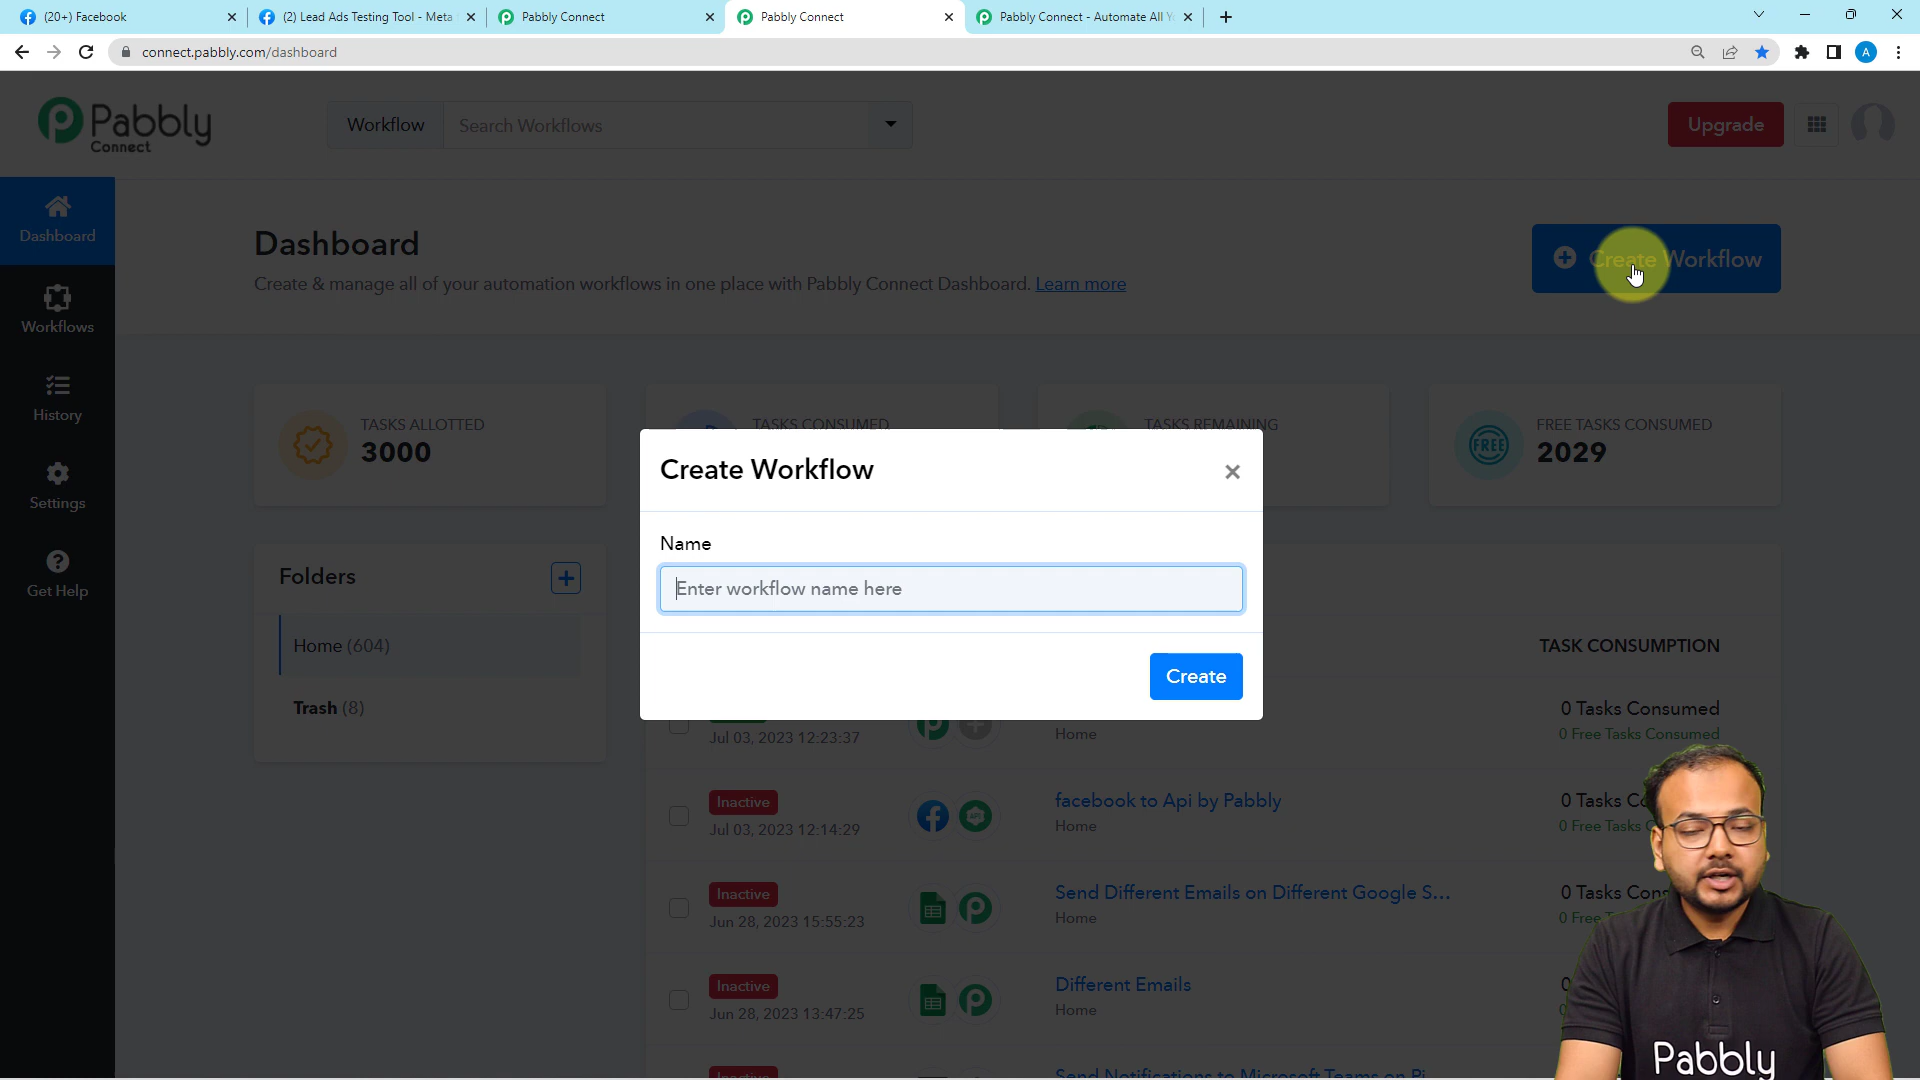 (20+) Facebook
(2) Lead Ads Testing Tool - Meta
Pabbly Connect
Pabbly Connect
Pabbly Connect - Automate All Y
connect.pabbly.com/dashboard
A
Pabbly
Connect
Workflow
Search Workflows
Upgrade
Dashboard
Workflows
History
Settings
Get Help
Dashboard
Create & manage all of your automation workflows in one place with Pabbly Connect Dashboard. Learn more
Create Workflow
TASKS ALLOTTED
3000
TASKS CONSUMED
TASKS REMAINING
FREE
FREE TASKS CONSUMED
2029
Folders
Home (604)
Trash (8)
Create Workflow
Name
Enter workflow name here
Create
TASK CONSUMPTION
Jul 03, 2023 12:23:37
Home
0 Tasks Consumed
0 Free Tasks Consumed
Inactive
Jul 03, 2023 12:14:29
API
facebook to Api by Pabbly
Home
0 Tasks Co
0 Free Tasks
Inactive
Jun 28, 2023 15:55:23
Send Different Emails on Different Google S...
Home
0 Tasks Cons
0 Free
Inactive
Jun 28, 2023 13:47:25
Different Emails
Home
Inactive
Send Notifications to Microsoft Teams on Pi
Pabbly